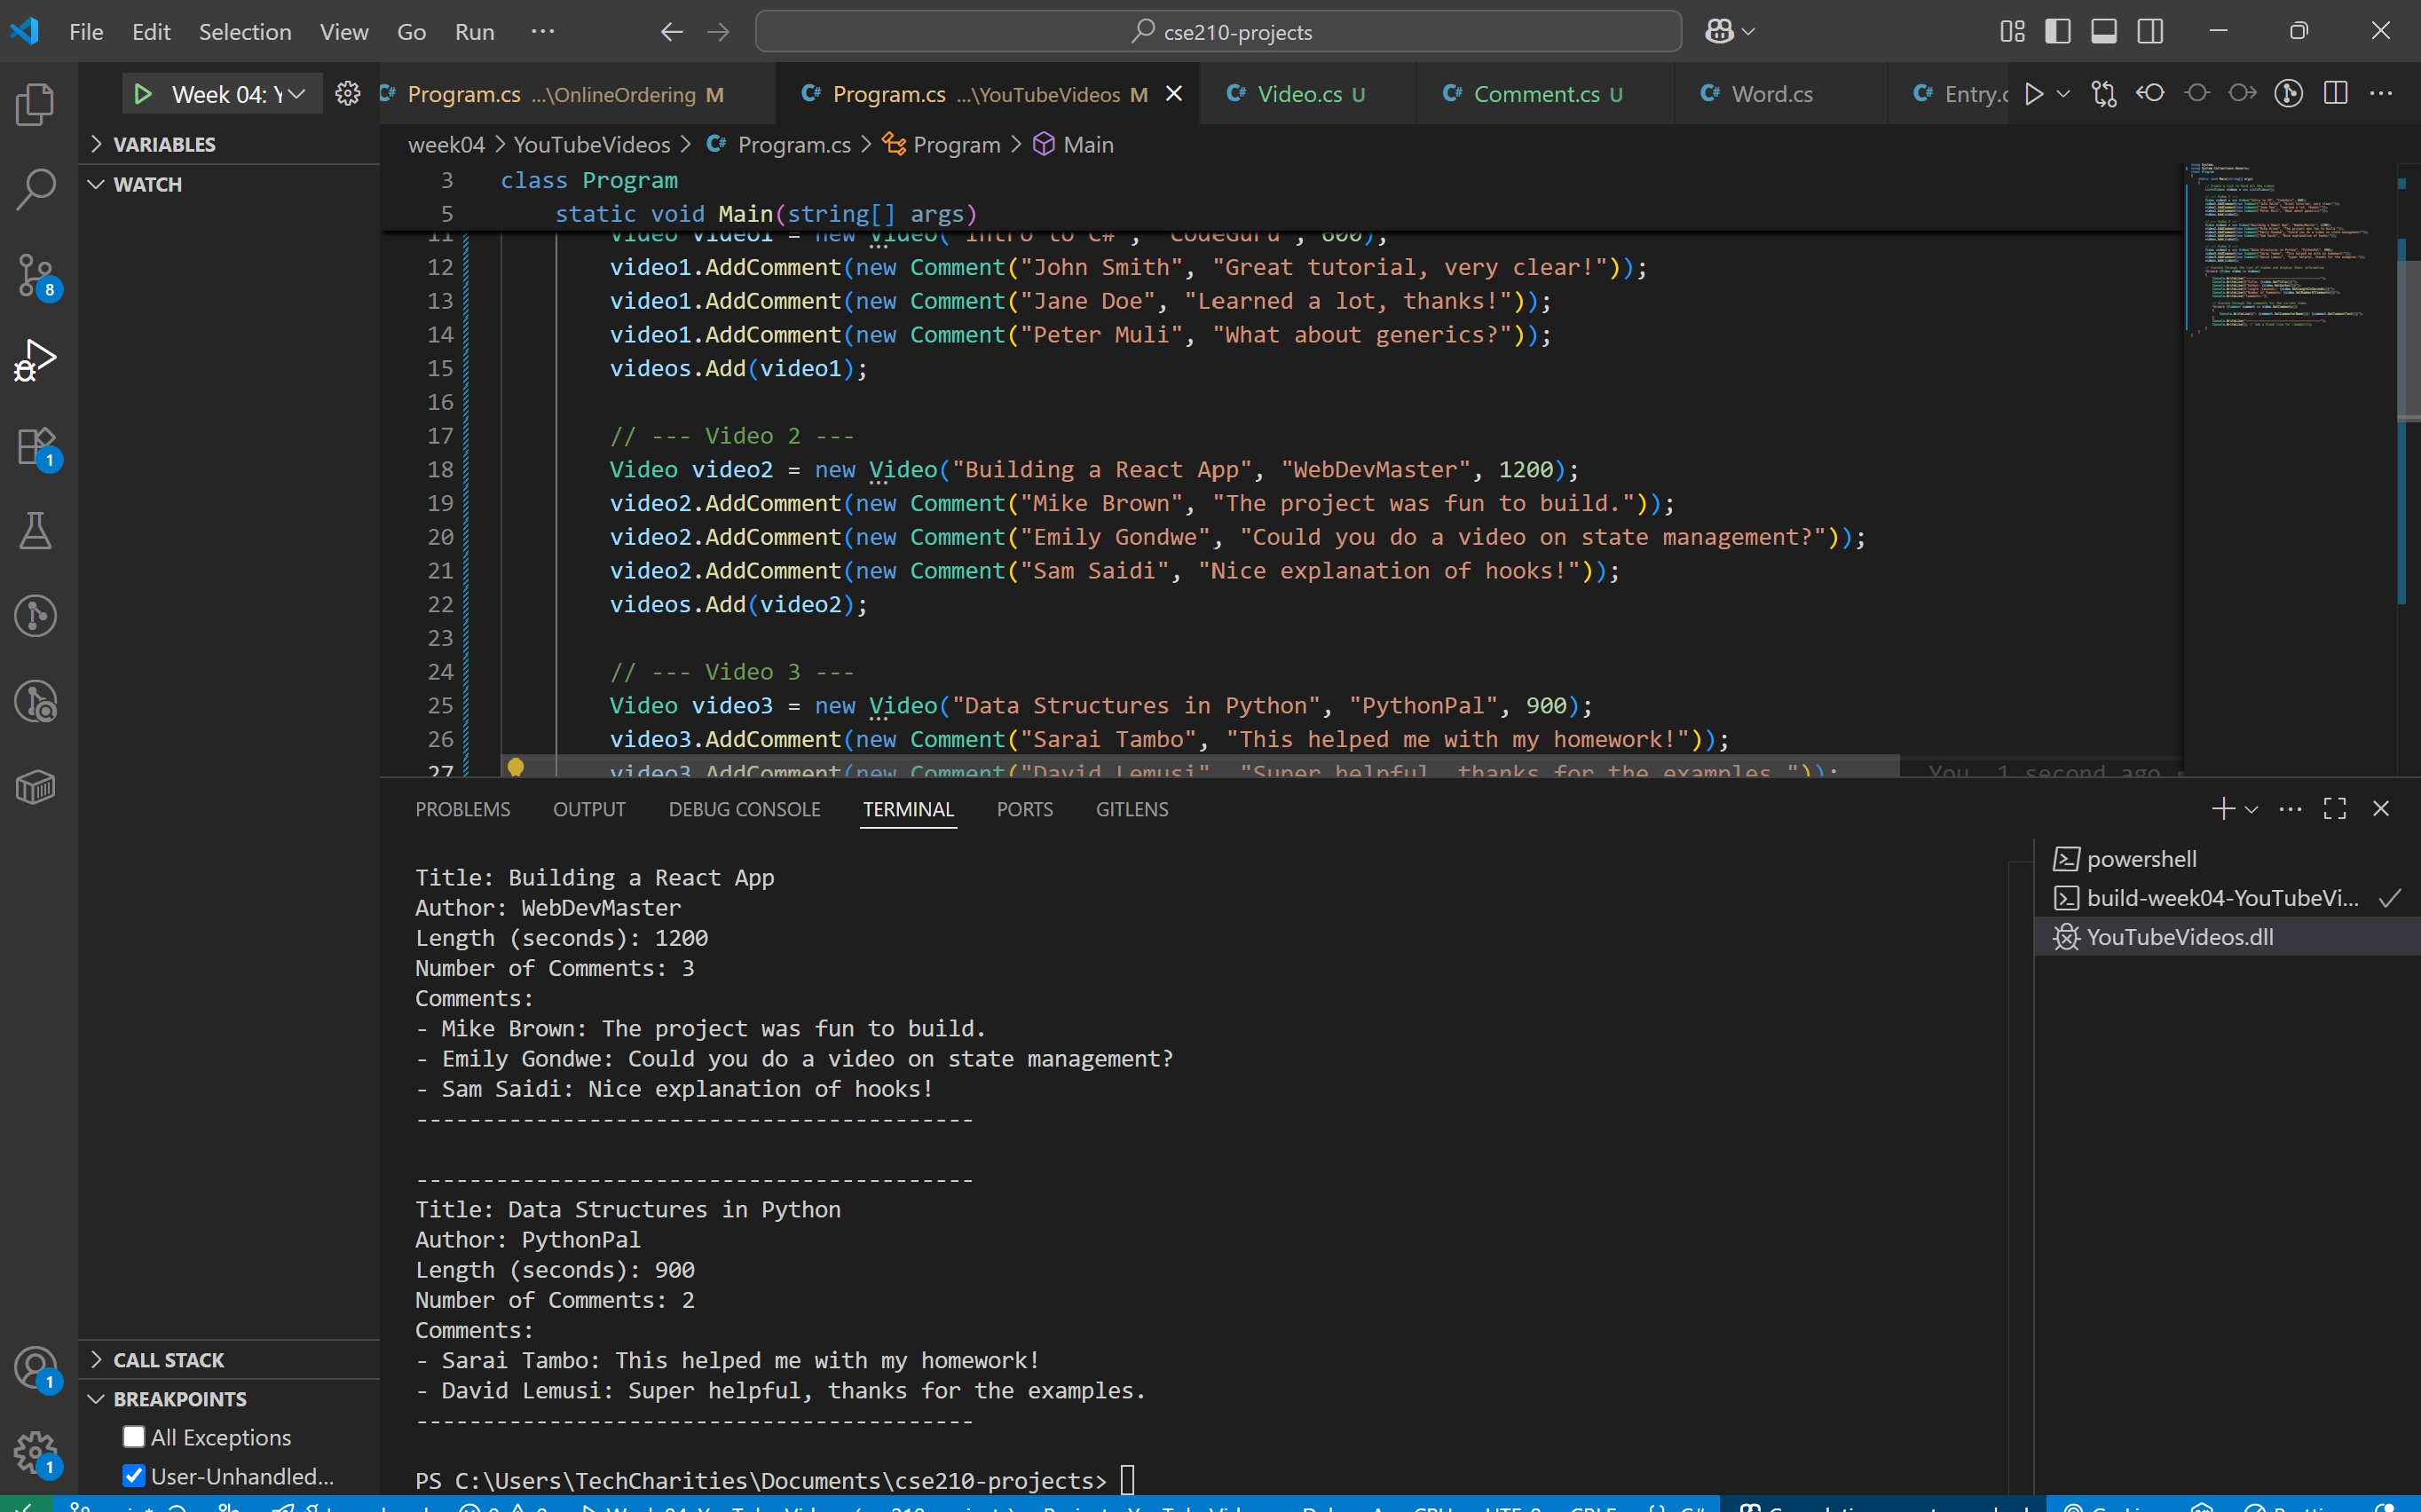 File Edit Selection View Go Run ··· cse210-projects
Week 04: Y
Program.cs ...\OnlineOrdering M Program.cs ...\YouTubeVideos M Video.cs U Comment.cs U Word.cs Entry.c
VARIABLES
WATCH
week04 > YouTubeVideos > Program.cs > Program > Main
3 class Program
5 static void Main(string[] args)
11 Video video1 = new Video("Intro to C#", "CodeGuru", 600);
12 video1.AddComment(new Comment("John Smith", "Great tutorial, very clear!"));
13 video1.AddComment(new Comment("Jane Doe", "Learned a lot, thanks!"));
14 video1.AddComment(new Comment("Peter Muli", "What about generics?"));
15 videos.Add(video1);
16
17 // --- Video 2 ---
18 Video video2 = new Video("Building a React App", "WebDevMaster", 1200);
19 video2.AddComment(new Comment("Mike Brown", "The project was fun to build."));
20 video2.AddComment(new Comment("Emily Gondwe", "Could you do a video on state management?"));
21 video2.AddComment(new Comment("Sam Saidi", "Nice explanation of hooks!"));
22 videos.Add(video2);
23
24 // --- Video 3 ---
25 Video video3 = new Video("Data Structures in Python", "PythonPal", 900);
26 video3.AddComment(new Comment("Sarai Tambo", "This helped me with my homework!"));
27 video3.AddComment(new Comment("David Lemusi", "Super helpful, thanks for the examples.")); You, 1 second ago
8
1
PROBLEMS OUTPUT DEBUG CONSOLE TERMINAL PORTS GITLENS
powershell
build-week04-YouTubeVi...
YouTubeVideos.dll
Title: Building a React App
Author: WebDevMaster
Length (seconds): 1200
Number of Comments: 3
Comments:
- Mike Brown: The project was fun to build.
- Emily Gondwe: Could you do a video on state management?
- Sam Saidi: Nice explanation of hooks!
------------------------------------------
------------------------------------------
Title: Data Structures in Python
Author: PythonPal
Length (seconds): 900
Number of Comments: 2
Comments:
- Sarai Tambo: This helped me with my homework!
- David Lemusi: Super helpful, thanks for the examples.
------------------------------------------
PS C:\Users\TechCharities\Documents\cse210-projects>
CALL STACK
BREAKPOINTS
All Exceptions
User-Unhandled...
1
1